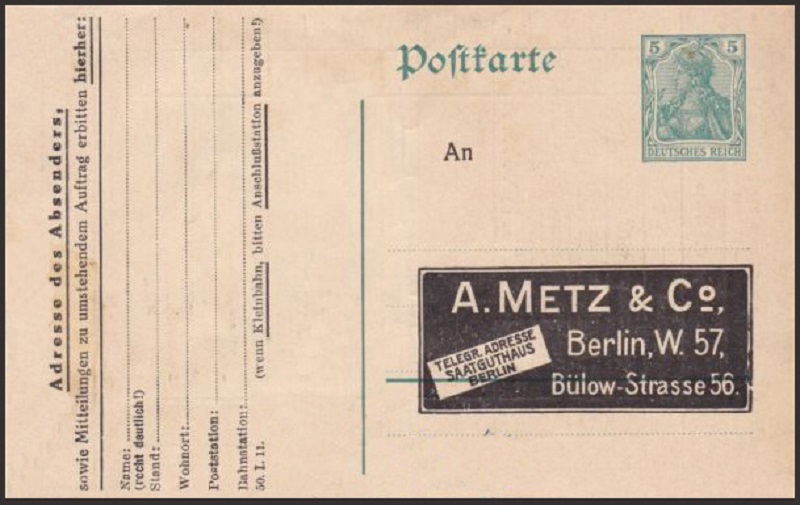 Adresse des Absenders,
sowie Mitteilungen zu umstehendem Auftrag erbitten hierher:
Name:
(recht deutlich!)
Stand:
Wohnort:
Poststation:
Bahnstation:
(wenn Kleinbahn, bitten Anschlußstation anzugeben!)
50. I. 11.
Postkarte
5 5
DEUTSCHES REICH
An
A. METZ & Co,
TELEGR. ADRESSE
SAATGUTHAUS
BERLIN
Berlin, W. 57,
Bülow-Strasse 56.